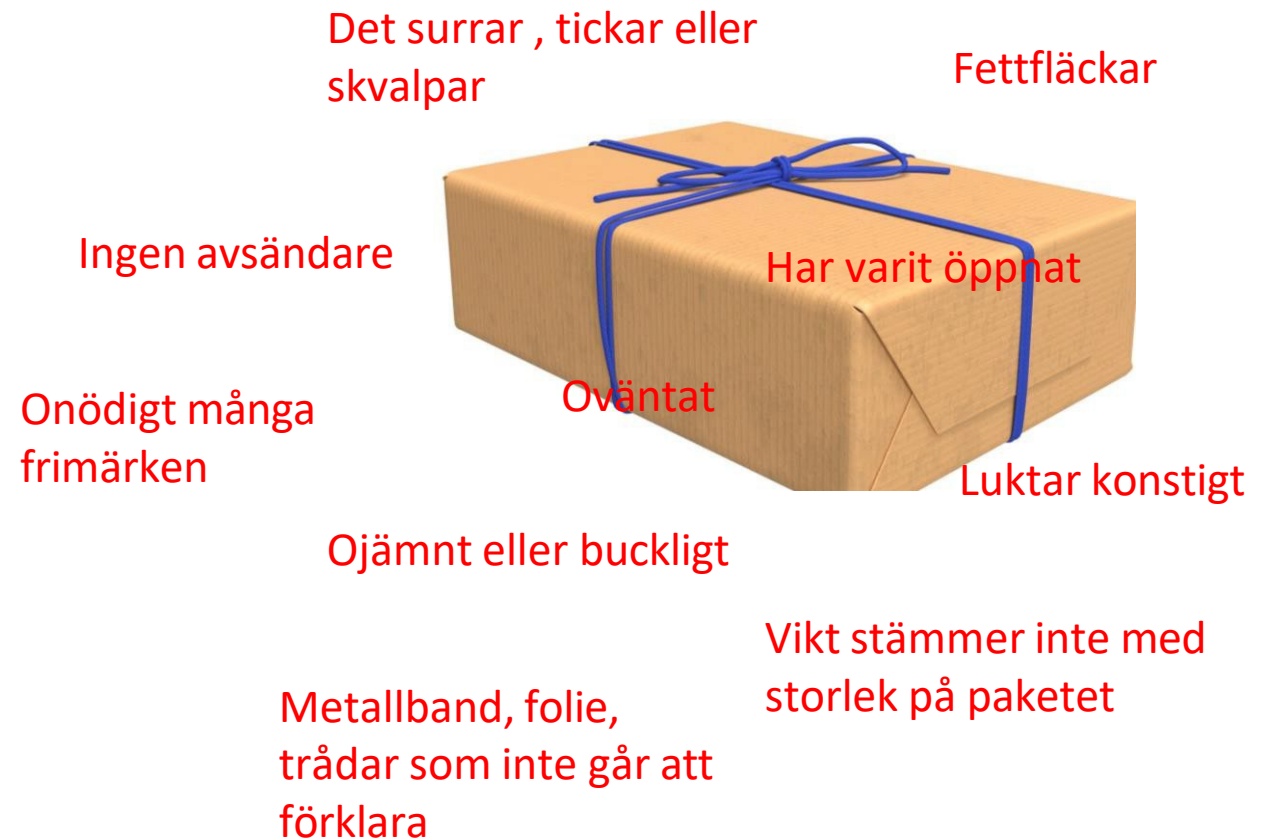 Det surrar , tickar eller
skvalpar
Fettfläckar
Ingen avsändare
Har varit öppnat
Onödigt många
frimärken
Oväntat
Luktar konstigt
Ojämnt eller buckligt
Vikt stämmer inte med
storlek på paketet
Metallband, folie,
trådar som inte går att
förklara